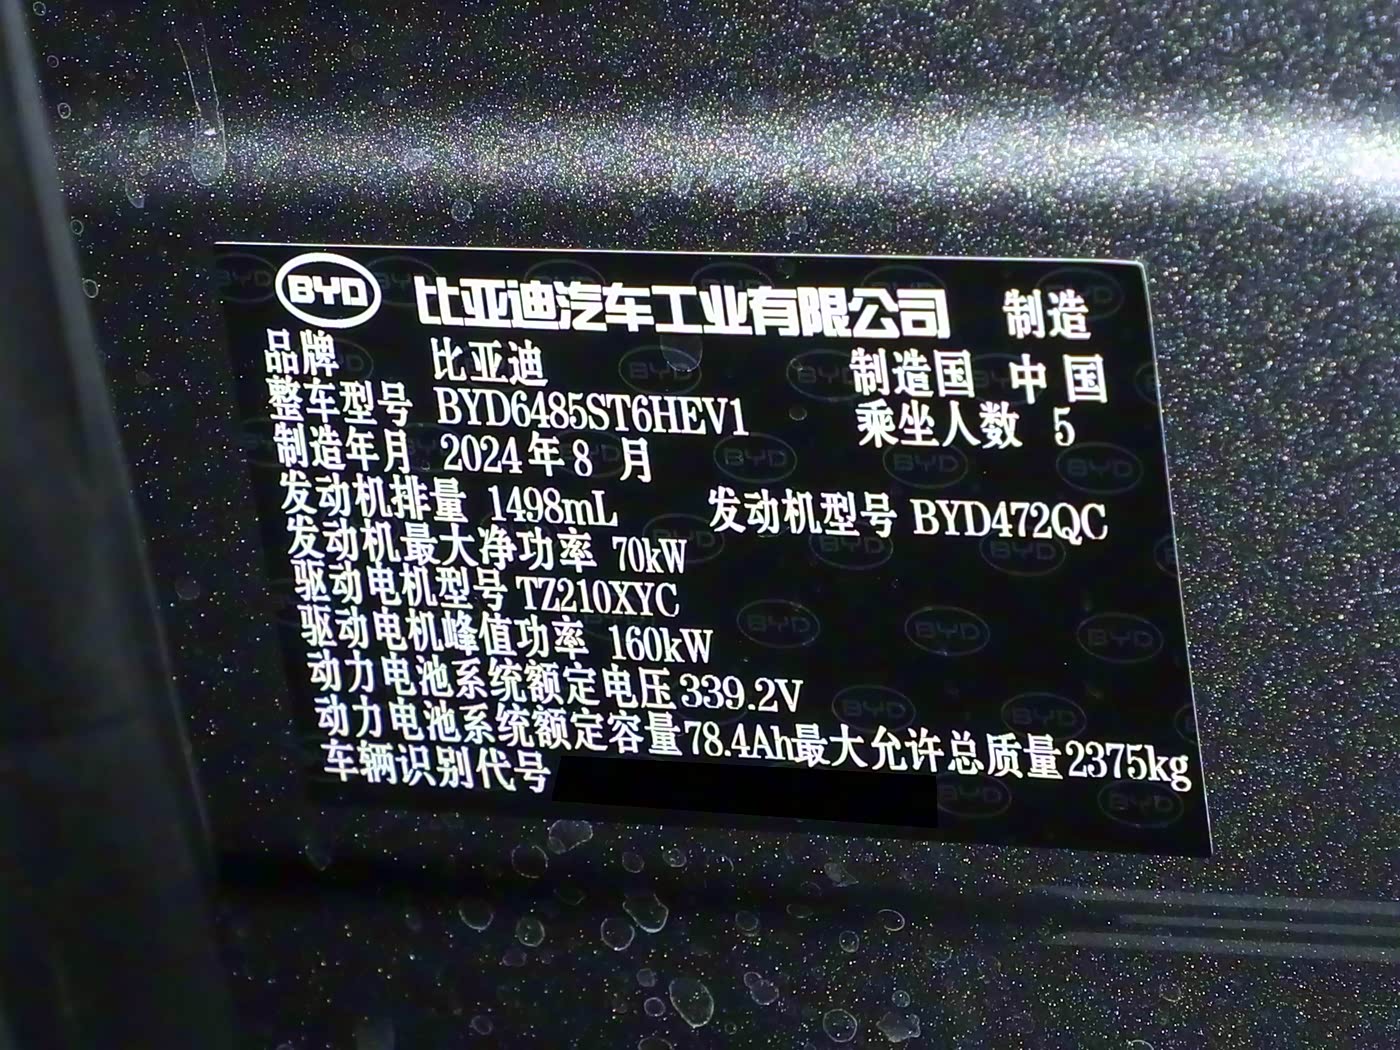 BYD 比亚迪汽车工业有限公司 制造
品牌 比亚迪 制造国 中国
整车型号 BYD6485ST6HEV1 乘坐人数 5
制造年月 2024年8月
发动机排量 1498mL 发动机型号 BYD472QC
发动机最大净功率 70kW
驱动电机型号 TZ210XYC
驱动电机峰值功率 160kW
动力电池系统额定电压 339.2V
动力电池系统额定容量 78.4Ah 最大允许总质量 2375kg
车辆识别代号